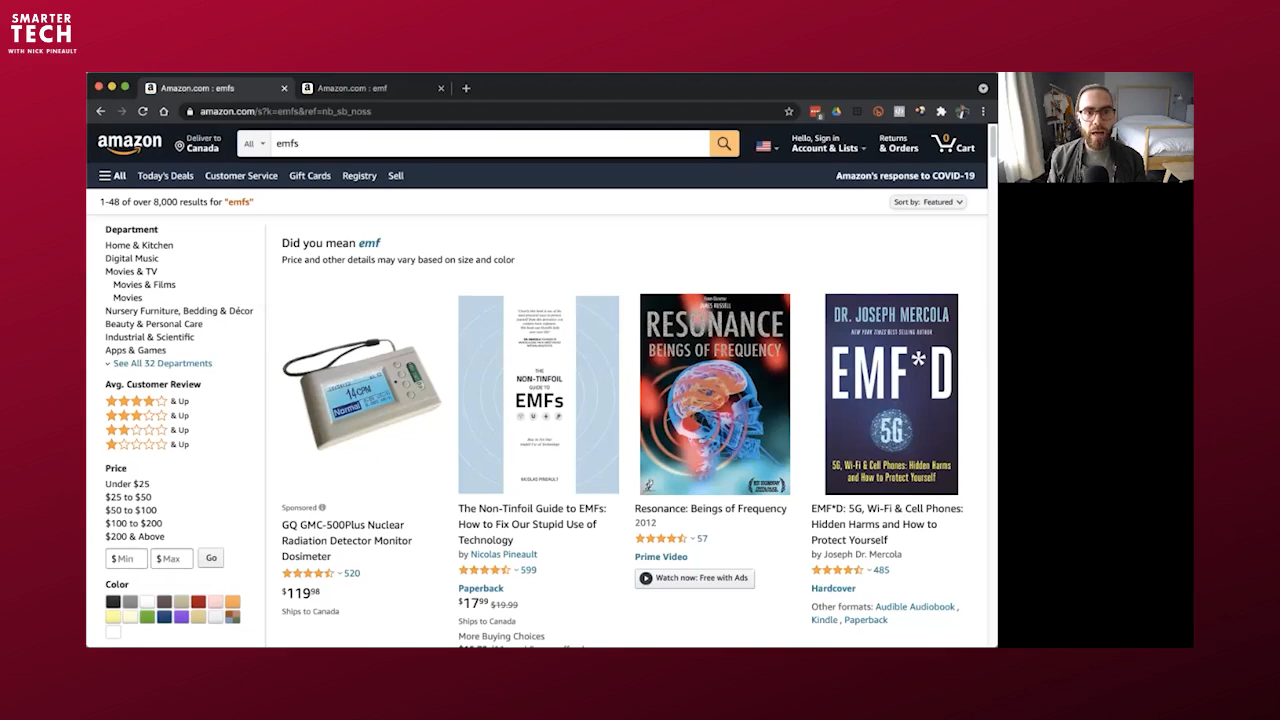 SMARTER
TECH
WITH NICK PINEAULT
Amazon.com : emfs
Amazon.com : emf
amazon.com/s?k=emfs&ref=nb_sb_noss
amazon
Deliver to
Canada
All
emfs
Hello, Sign in
Account & Lists
Returns
& Orders
0
Cart
All
Today's Deals
Customer Service
Gift Cards
Registry
Sell
Amazon's response to COVID-19
1-48 of over 8,000 results for "emfs"
Sort by: Featured
Department
Home & Kitchen
Digital Music
Movies & TV
Movies & Films
Movies
Nursery Furniture, Bedding & Décor
Beauty & Personal Care
Industrial & Scientific
Apps & Games
See All 32 Departments
Avg. Customer Review
& Up
& Up
& Up
& Up
Price
Under $25
$25 to $50
$50 to $100
$100 to $200
$200 & Above
$ Min
$ Max
Go
Color
Did you mean emf
Price and other details may vary based on size and color
14CPM
Normal
Sponsored
GQ GMC-500Plus Nuclear
Radiation Detector Monitor
Dosimeter
520
$119.98
Ships to Canada
THE
NON-TINFOIL
GUIDE TO
EMFs
NICOLAS PINEAULT
The Non-Tinfoil Guide to EMFs:
How to Fix Our Stupid Use of
Technology
by Nicolas Pineault
599
Paperback
$17.99 $19.99
Ships to Canada
More Buying Choices
JAMES RUSSELL
RESONANCE
BEINGS OF FREQUENCY
Resonance: Beings of Frequency
2012
57
Prime Video
Watch now: Free with Ads
DR. JOSEPH MERCOLA
NEW YORK TIMES BEST SELLING AUTHOR
EMF*D
5G
5G, Wi-Fi & Cell Phones: Hidden Harms
and How to Protect Yourself
EMF*D: 5G, Wi-Fi & Cell Phones:
Hidden Harms and How to
Protect Yourself
by Joseph Dr. Mercola
485
Hardcover
Other formats: Audible Audiobook ,
Kindle , Paperback